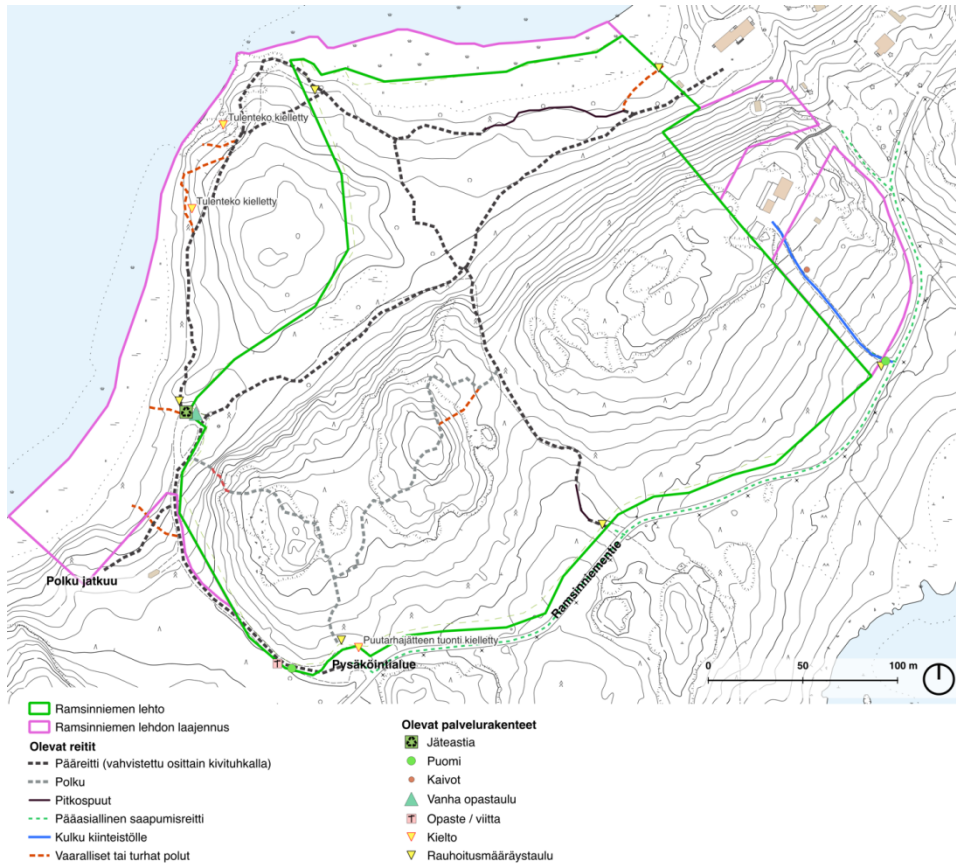 Tulenteko kielletty
Tulenteko kielletty
Polku jatkuu
Ramsinniementie
Puutarhajätteen tuonti kielletty
Pysäköintialue
0 50 100 m
Ramsinniemen lehto
Ramsinniemen lehdon laajennus
Olevat reitit
Pääreitti (vahvistettu osittain kivituhkalla)
Polku
Pitkospuut
Pääasiallinen saapumisreitti
Kulku kiinteistölle
Vaaralliset tai turhat polut
Olevat palvelurakenteet
Jäteastia
Puomi
Kaivot
Vanha opastaulu
Opaste / viitta
Kielto
Rauhoitusmääräystaulu